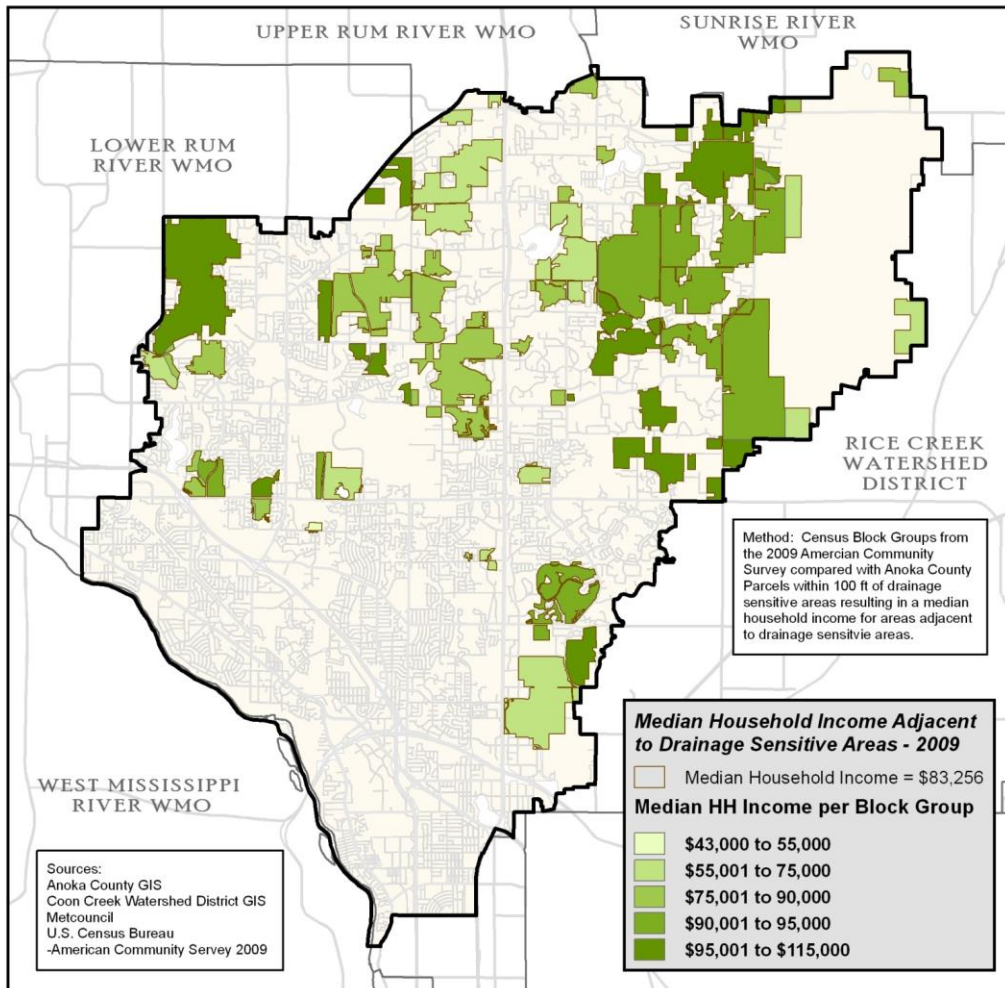 UPPER RUM RIVER WMO
SUNRISE RIVER
WMO
LOWER RUM
RIVER WMO
RICE CREEK
WATERSHED
DISTRICT
Method: Census Block Groups from
the 2009 Amercian Community
Survey compared with Anoka County
Parcels within 100 ft of drainage
sensitive areas resulting in a median
household income for areas adjacent
to drainage sensitvie areas.
WEST MISSISSIPPI
RIVER WMO
Sources:
Anoka County GIS
Coon Creek Watershed District GIS
Metcouncil
U.S. Census Bureau
-American Community Servey 2009
Median Household Income Adjacent
to Drainage Sensitive Areas - 2009
Median Household Income = $83,256
Median HH Income per Block Group
$43,000 to 55,000
$55,001 to 75,000
$75,001 to 90,000
$90,001 to 95,000
$95,001 to $115,000